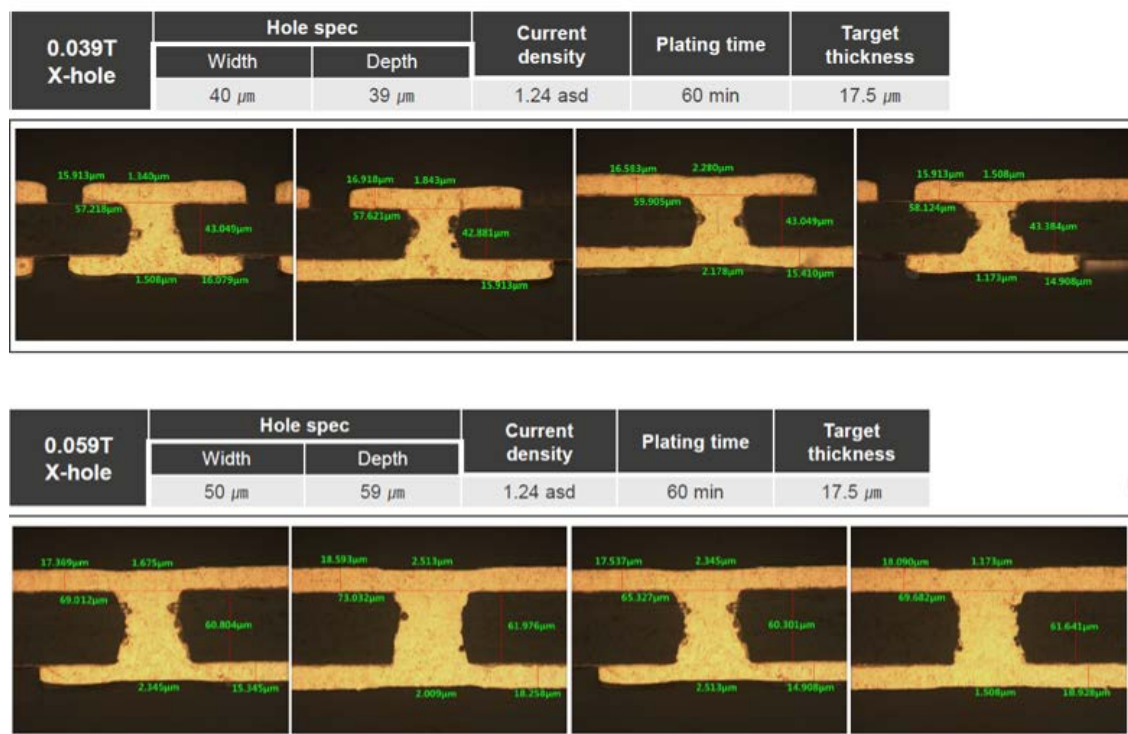 0.039T X-hole
Hole spec
Current density
Plating time
Target thickness
Width
Depth
40 ㎛
39 ㎛
1.24 asd
60 min
17.5 ㎛
15.913μm 1.340μm
57.218μm
43.049μm
1.508μm 16.079μm
16.918μm 1.843μm
57.621μm
42.881μm
15.913μm
16.583μm 2.280μm
59.905μm
43.049μm
2.178μm 15.410μm
15.913μm 1.508μm
58.124μm
43.384μm
1.173μm 14.908μm
0.059T X-hole
Hole spec
Current density
Plating time
Target thickness
Width
Depth
50 ㎛
59 ㎛
1.24 asd
60 min
17.5 ㎛
17.369μm 1.675μm
69.012μm
60.804μm
2.345μm 15.345μm
18.593μm 2.513μm
73.032μm
61.976μm
2.009μm 18.258μm
17.537μm 2.345μm
65.327μm
60.301μm
2.513μm 14.908μm
18.090μm 1.173μm
69.682μm
61.641μm
1.508μm 18.928μm